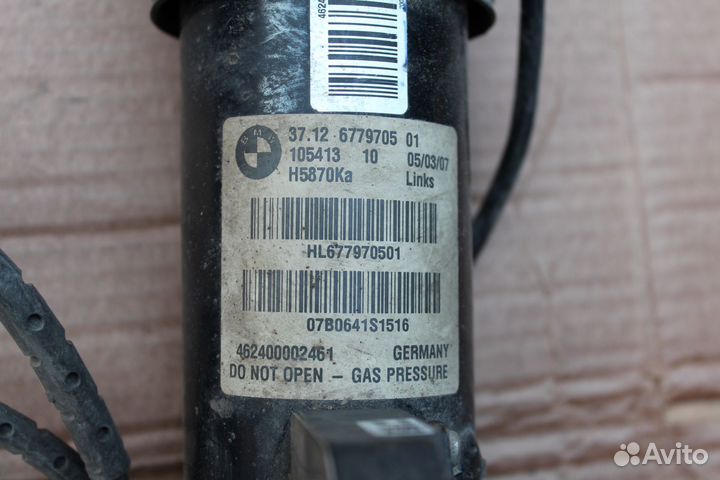 4624
BMW
37.12 6779705 01
105413 10 05/03/07
H5870Ka Links
HL677970501
07B0641S1516
462400002461 GERMANY
DO NOT OPEN - GAS PRESSURE
Avito